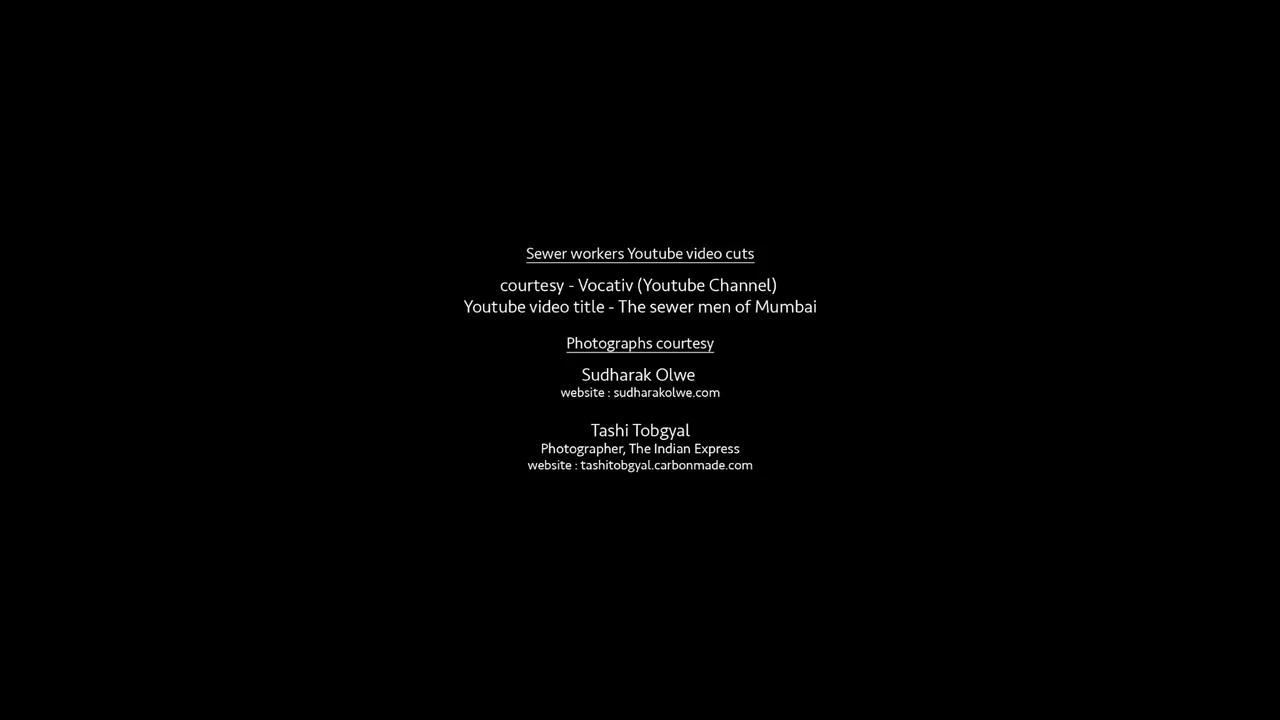 Sewer workers Youtube video cuts
courtesy - Vocativ (Youtube Channel)
Youtube video title - The sewer men of Mumbai
Photographs courtesy
Sudharak Olwe
website : sudharakolwe.com
Tashi Tobgyal
Photographer, The Indian Express
website : tashitobgyal.carbonmade.com